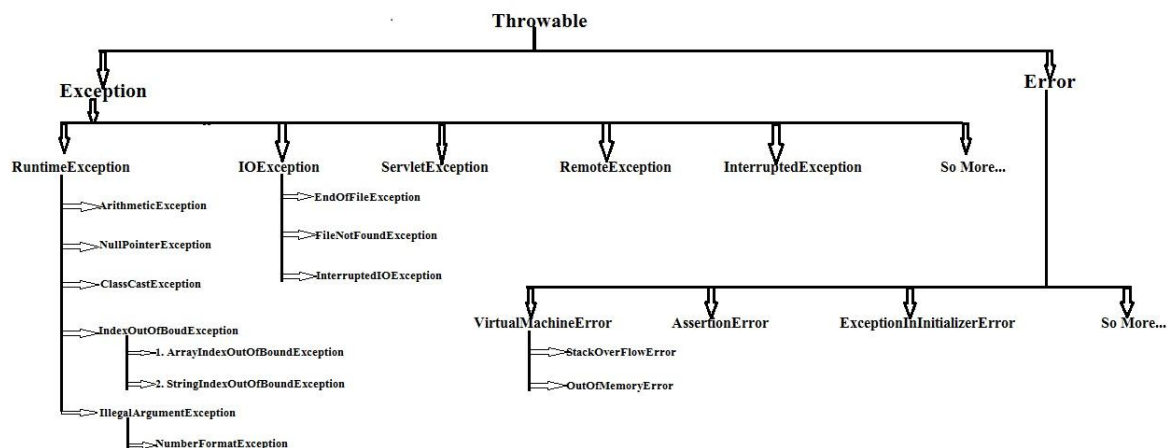 Throwable
Exception
Error
RuntimeException IOException ServletException RemoteException InterruptedException So More...
EndOfFileException
ArithmeticException
FileNotFoundException
NullPointerException
InterruptedIOException
ClassCastException
VirtualMachineError AssertionError ExceptionInInitializerError So More...
IndexOutOfBoudException
1. ArrayIndexOutOfBoundException
StackOverFlowError
2. StringIndexOutOfBoundException
OutOfMemoryError
IllegalArgumentException
NumberFormatException